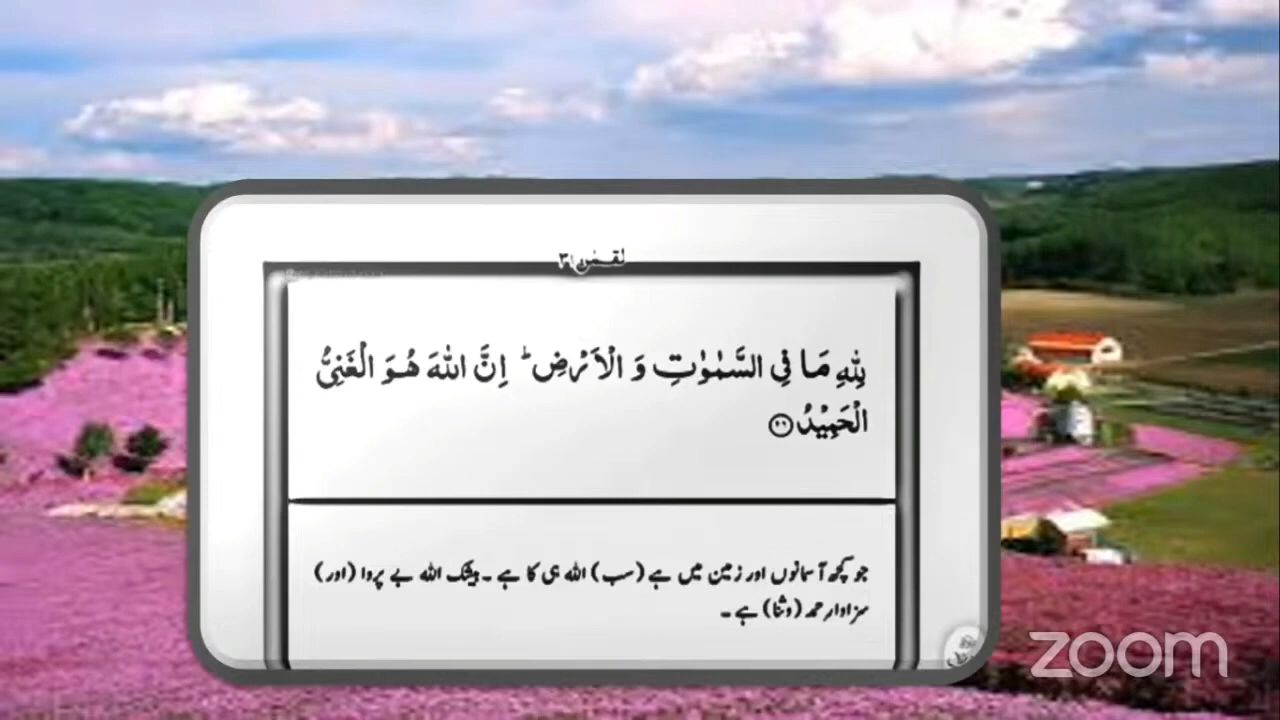 لقمٰن ۳۱
لِلّٰهِ مَا فِى السَّمٰوٰتِ وَ الْاَرْضِ ؕ اِنَّ اللّٰهَ هُوَ الْغَنِىُّ
الْحَمِيْدُ ۲۶
جو کچھ آسمانوں اور زمین میں ہے (سب) اللہ ہی کا ہے ۔ بیشک اللہ بے پروا (اور)
سزاوارِ حمد (وثنا) ہے ۔
zoom